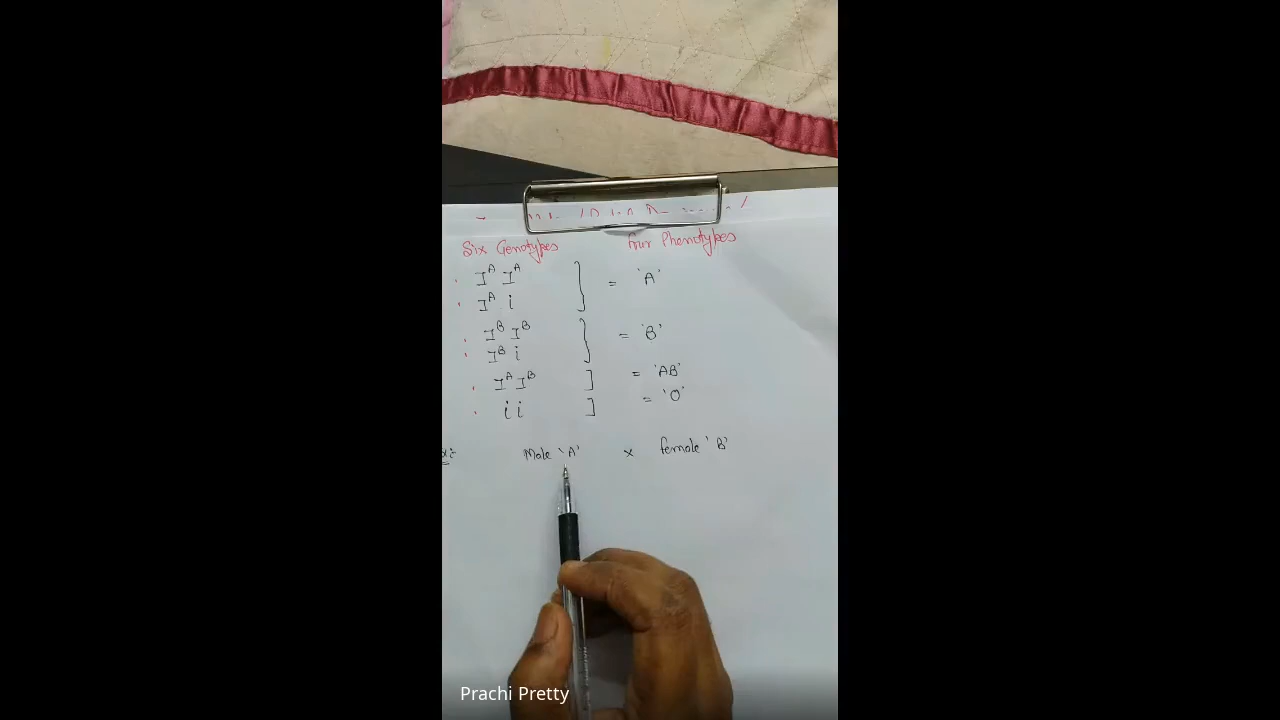 Six Genotypes Four Phenotypes
I^A I^A ] = 'A'
I^A i
I^B I^B ] = 'B'
I^B i
I^A I^B ] = 'AB'
i i ] = 'O'
Male 'A' x female 'B'
Prachi Pretty